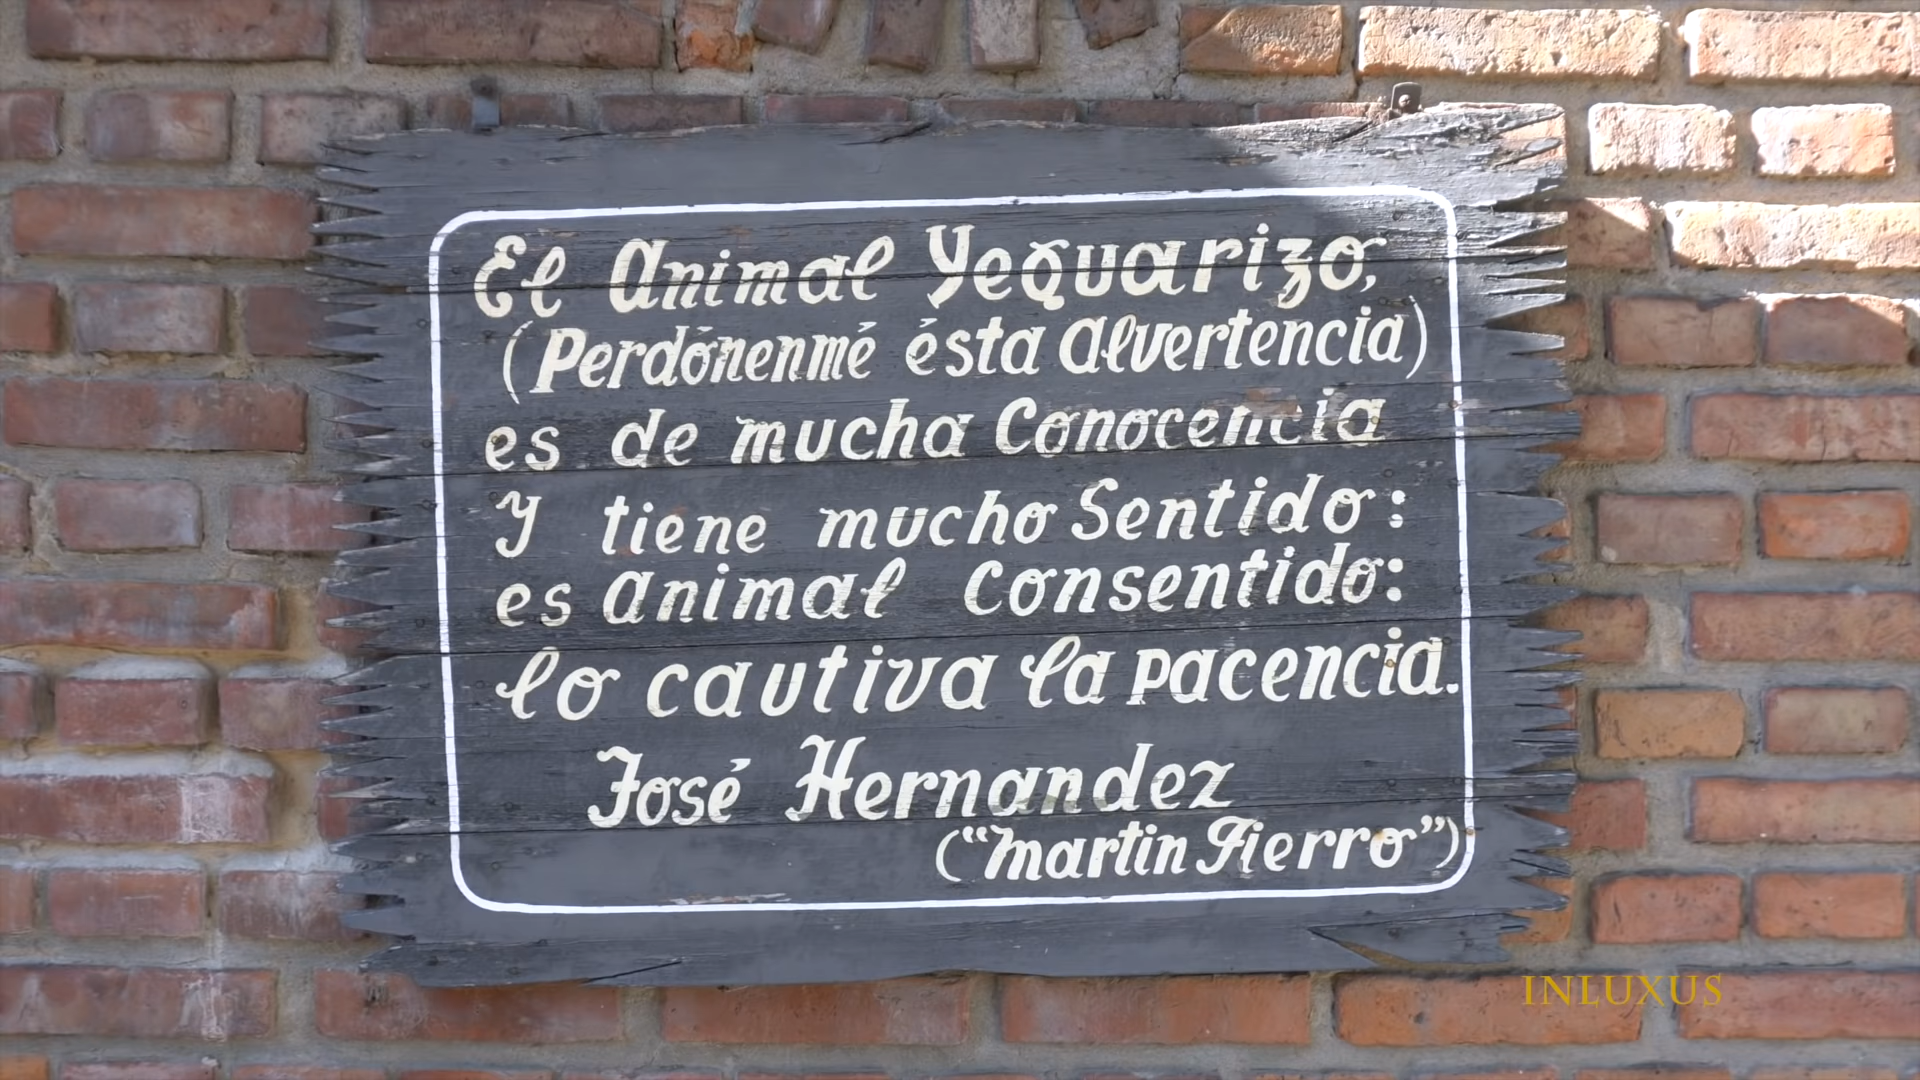 El Animal Yeguarizo,
(Perdónenmé ésta alvertencia)
es de mucha Conocencia
Y tiene mucho Sentido:
es animal Consentido:
lo cautiva la pacencia.
José Hernandez
("Martin Fierro")
INLUXUS